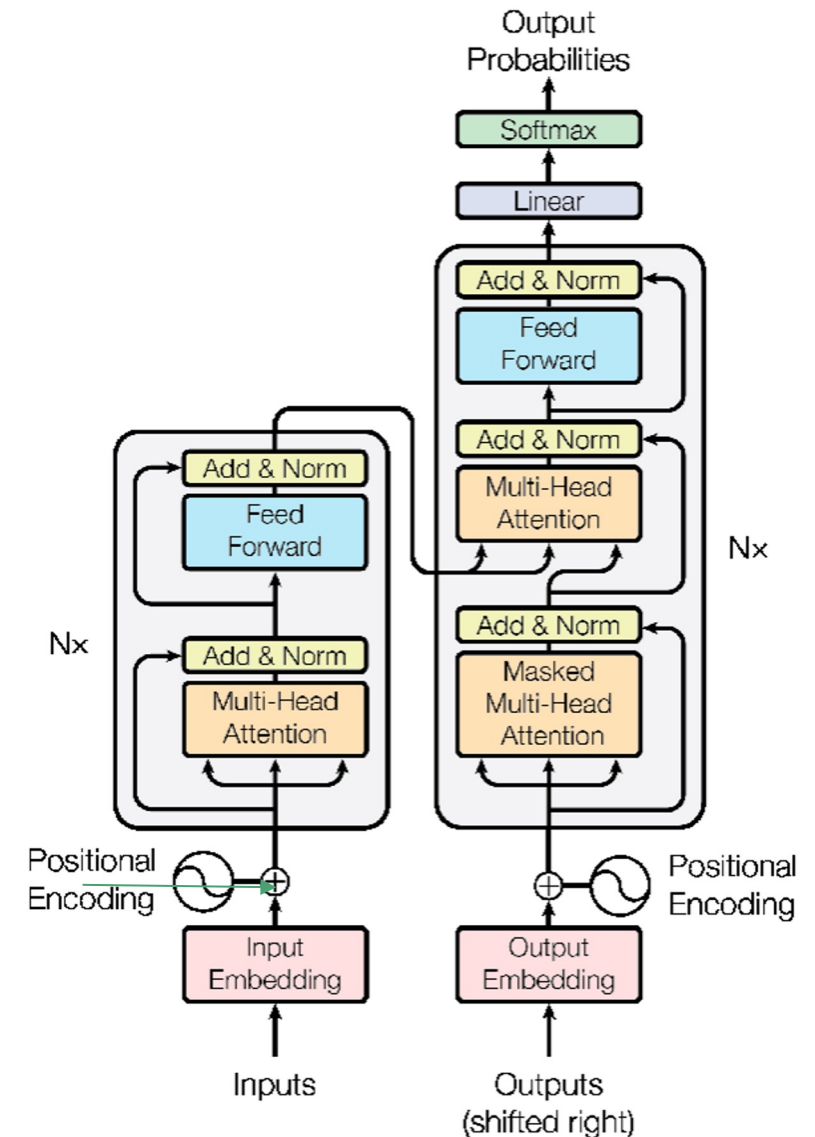 Output
Probabilities
Softmax
Linear
Add & Norm
Feed
Forward
Add & Norm
Multi-Head
Attention
Add & Norm
Masked
Multi-Head
Attention
Nx
Add & Norm
Feed
Forward
Add & Norm
Multi-Head
Attention
Nx
Positional
Encoding
Positional
Encoding
Input
Embedding
Output
Embedding
Inputs
Outputs
(shifted right)